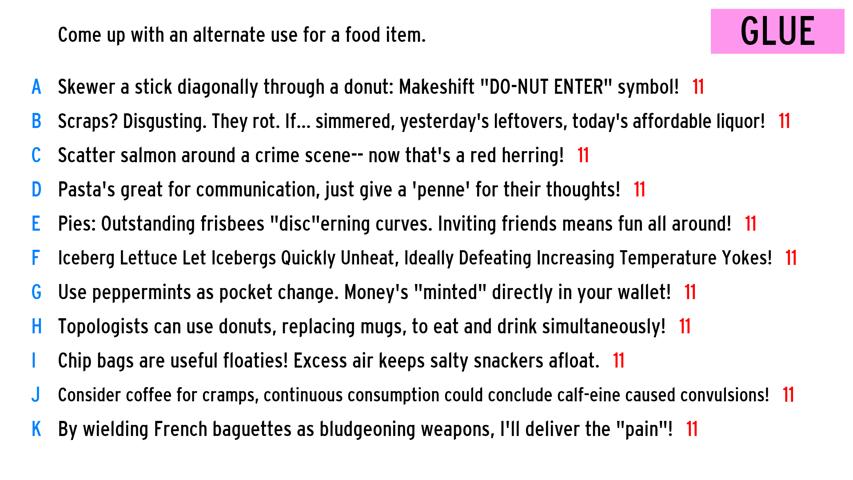 Come up with an alternate use for a food item.
GLUE
A Skewer a stick diagonally through a donut: Makeshift "DO-NUT ENTER" symbol! 11
B Scraps? Disgusting. They rot. If... simmered, yesterday's leftovers, today's affordable liquor! 11
C Scatter salmon around a crime scene-- now that's a red herring! 11
D Pasta's great for communication, just give a 'penne' for their thoughts! 11
E Pies: Outstanding frisbees "disc"erning curves. Inviting friends means fun all around! 11
F Iceberg Lettuce Let Icebergs Quickly Unheat, Ideally Defeating Increasing Temperature Yokes! 11
G Use peppermints as pocket change. Money's "minted" directly in your wallet! 11
H Topologists can use donuts, replacing mugs, to eat and drink simultaneously! 11
I Chip bags are useful floaties! Excess air keeps salty snackers afloat. 11
J Consider coffee for cramps, continuous consumption could conclude calf-eine caused convulsions! 11
K By wielding French baguettes as bludgeoning weapons, I'll deliver the "pain"! 11